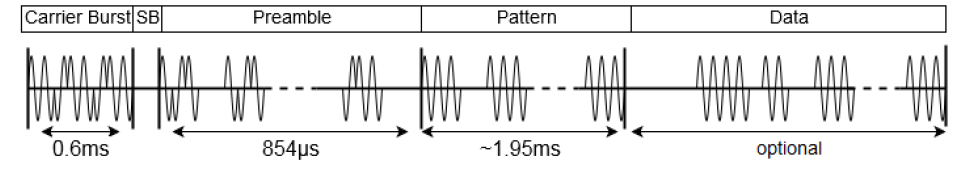 Carrier Burst SB Preamble Pattern Data
0.6ms 854µs ~1.95ms optional